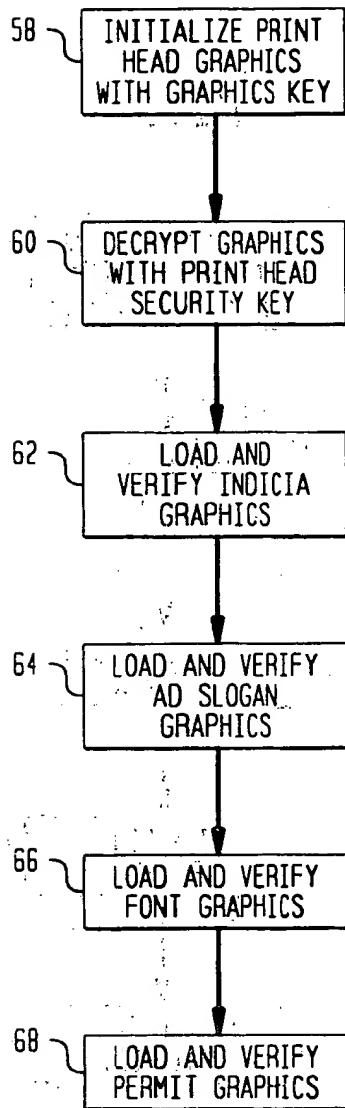 58
INITIALIZE PRINT
HEAD GRAPHICS
WITH GRAPHICS KEY
60
DECRYPT GRAPHICS
WITH PRINT HEAD
SECURITY KEY
62
LOAD AND
VERIFY INDICIA
GRAPHICS
64
LOAD AND VERIFY
AD SLOGAN
GRAPHICS
66
LOAD AND VERIFY
FONT GRAPHICS
68
LOAD AND VERIFY
PERMIT GRAPHICS